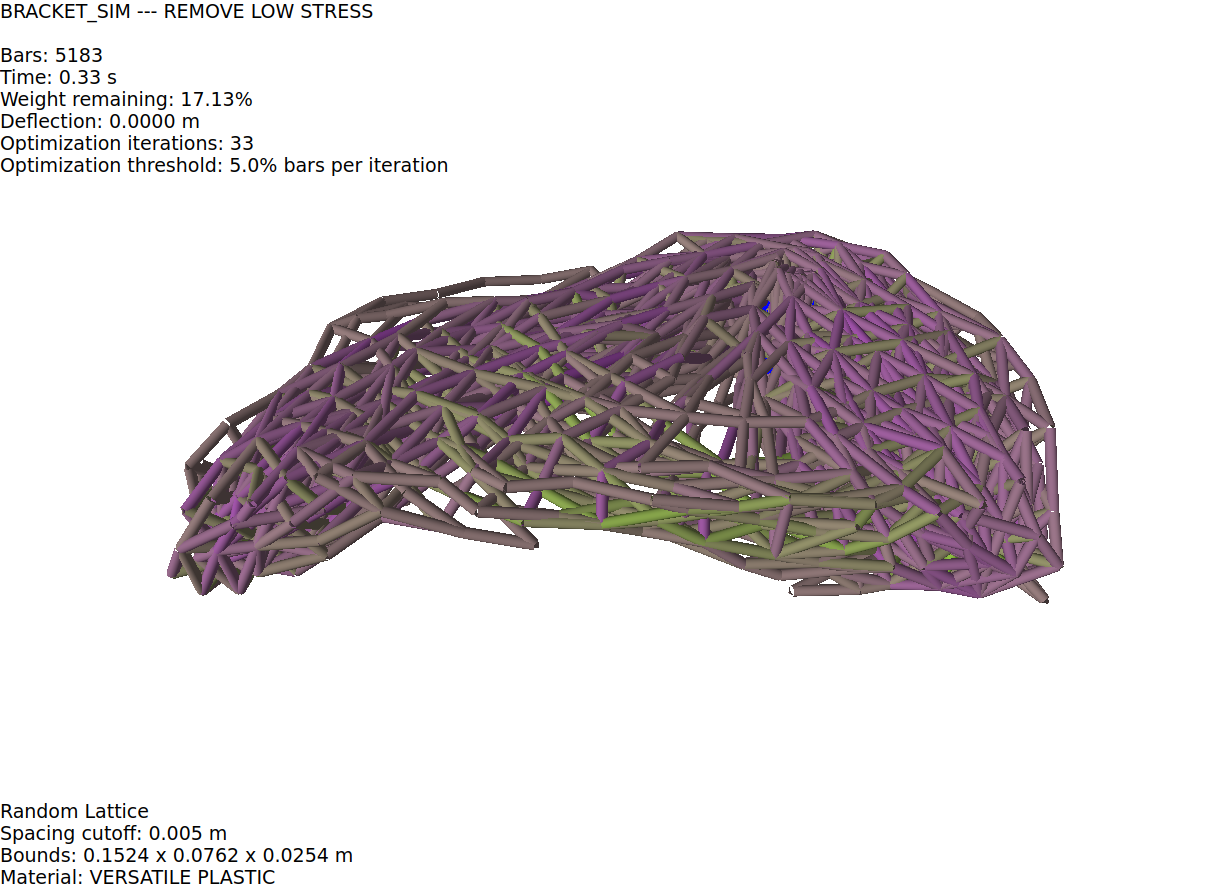 BRACKET_SIM --- REMOVE LOW STRESS
Bars: 5183
Time: 0.33 s
Weight remaining: 17.13%
Deflection: 0.0000 m
Optimization iterations: 33
Optimization threshold: 5.0% bars per iteration
Random Lattice
Spacing cutoff: 0.005 m
Bounds: 0.1524 x 0.0762 x 0.0254 m
Material: VERSATILE PLASTIC